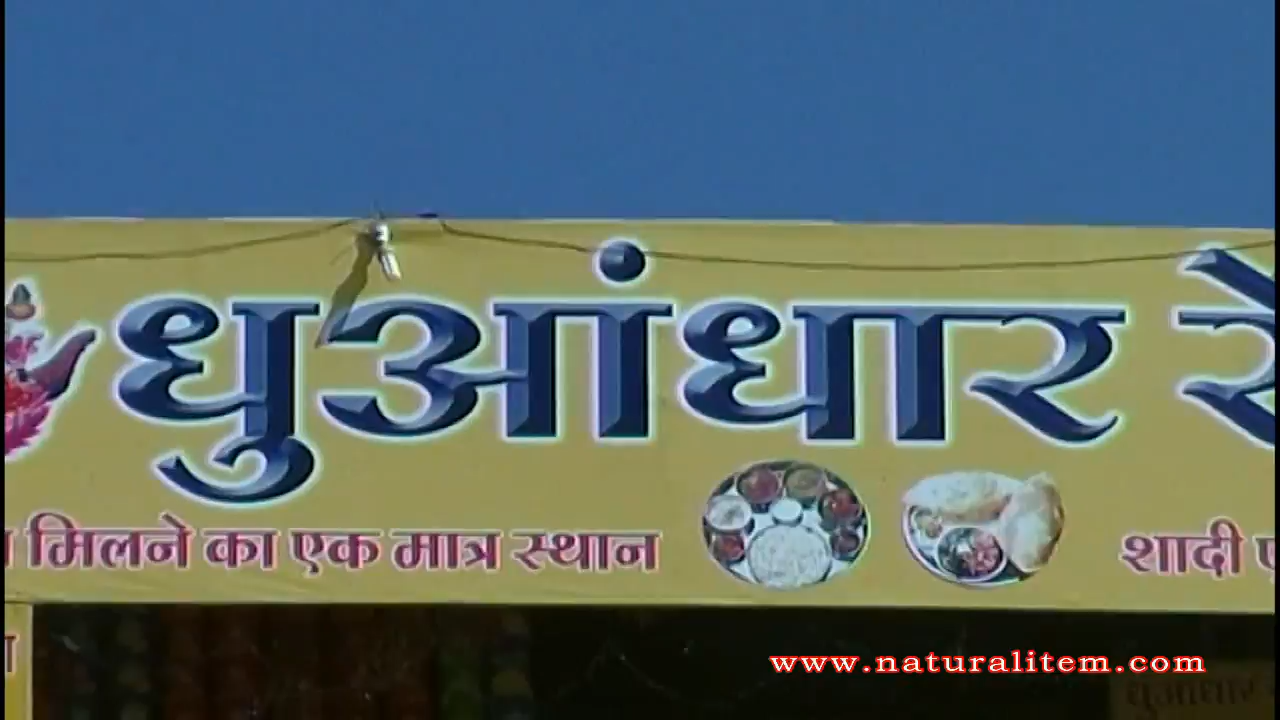 धुआंधार रे
मिलने का एक मात्र स्थान
शादी
www.naturalitem.com